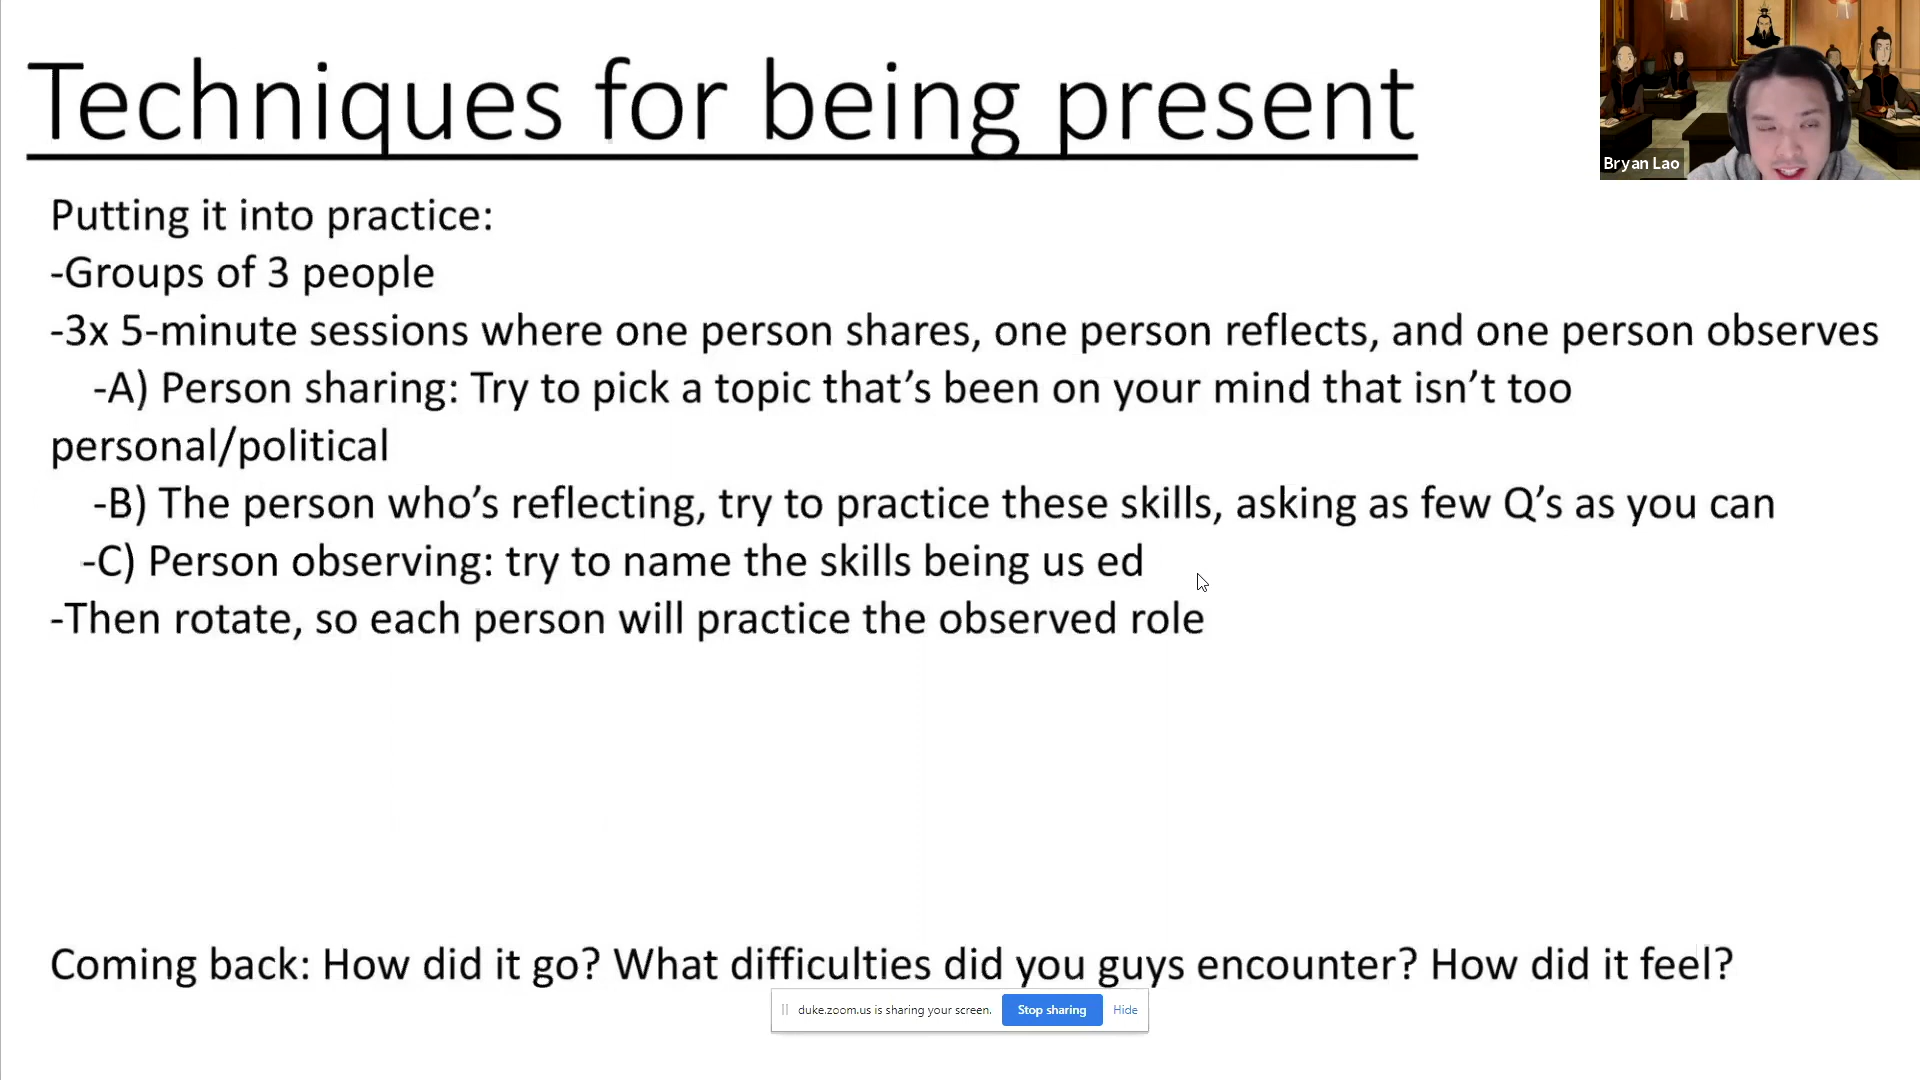 Techniques for being present
Bryan Lao
Putting it into practice:
-Groups of 3 people
-3x 5-minute sessions where one person shares, one person reflects, and one person observes
-A) Person sharing: Try to pick a topic that’s been on your mind that isn’t too
personal/political
-B) The person who’s reflecting, try to practice these skills, asking as few Q’s as you can
-C) Person observing: try to name the skills being us ed
-Then rotate, so each person will practice the observed role
Coming back: How did it go? What difficulties did you guys encounter? How did it feel?
duke.zoom.us is sharing your screen. Stop sharing Hide